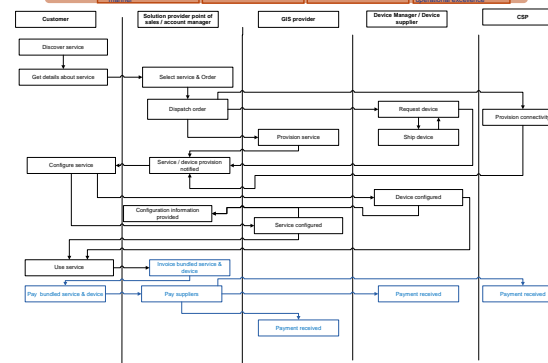 manner
operational excellence
Customer
Solution provider point of
sales / account manager
GIS provider
Device Manager / Device
supplier
CSP
Discover service
Get details about service
Select service & Order
Dispatch order
Request device
Provision connectivity
Provision service
Ship device
Configure service
Service / device provision
notified
Device configured
Configuration information
provided
Service configured
Use service
Invoice bundled service &
device
Pay bundled service & device
Pay suppliers
Payment received
Payment received
Payment received